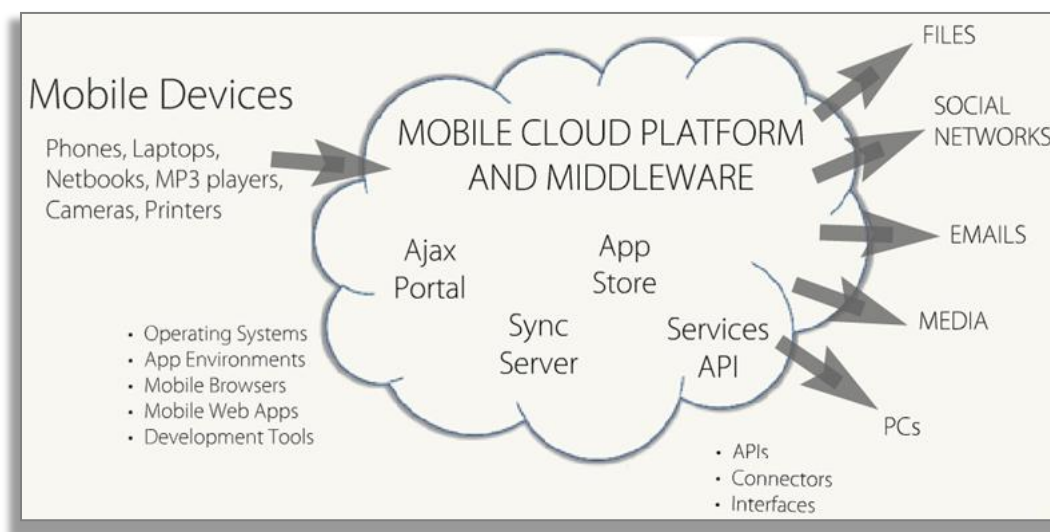 Mobile Devices
Phones, Laptops,
Netbooks, MP3 players,
Cameras, Printers
• Operating Systems
• App Environments
• Mobile Browsers
• Mobile Web Apps
• Development Tools
MOBILE CLOUD PLATFORM
AND MIDDLEWARE
Ajax
Portal
App
Store
Sync
Server
Services
API
• APIs
• Connectors
• Interfaces
FILES
SOCIAL
NETWORKS
EMAILS
MEDIA
PCs